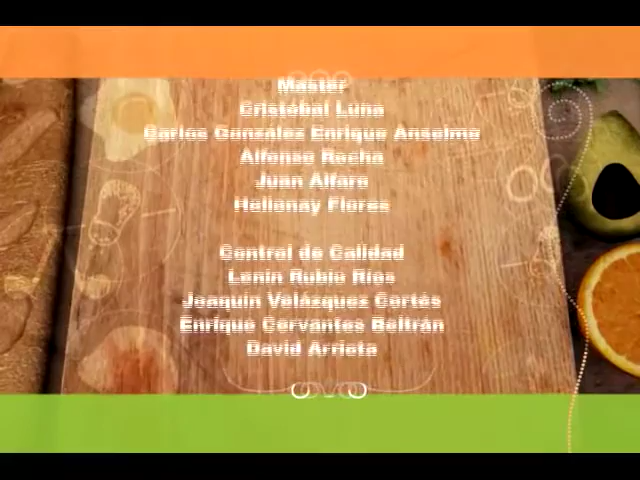 Master
Cristóbal Luna
Carlos González Enrique Anselmo
Alfonso Rocha
Juan Alfaro
Flores
Control de Calidad
Lenin Rubio Ríos
Joaquín Velázquez Cortés
Enrique Cervantes Beltrán
David Arrieta